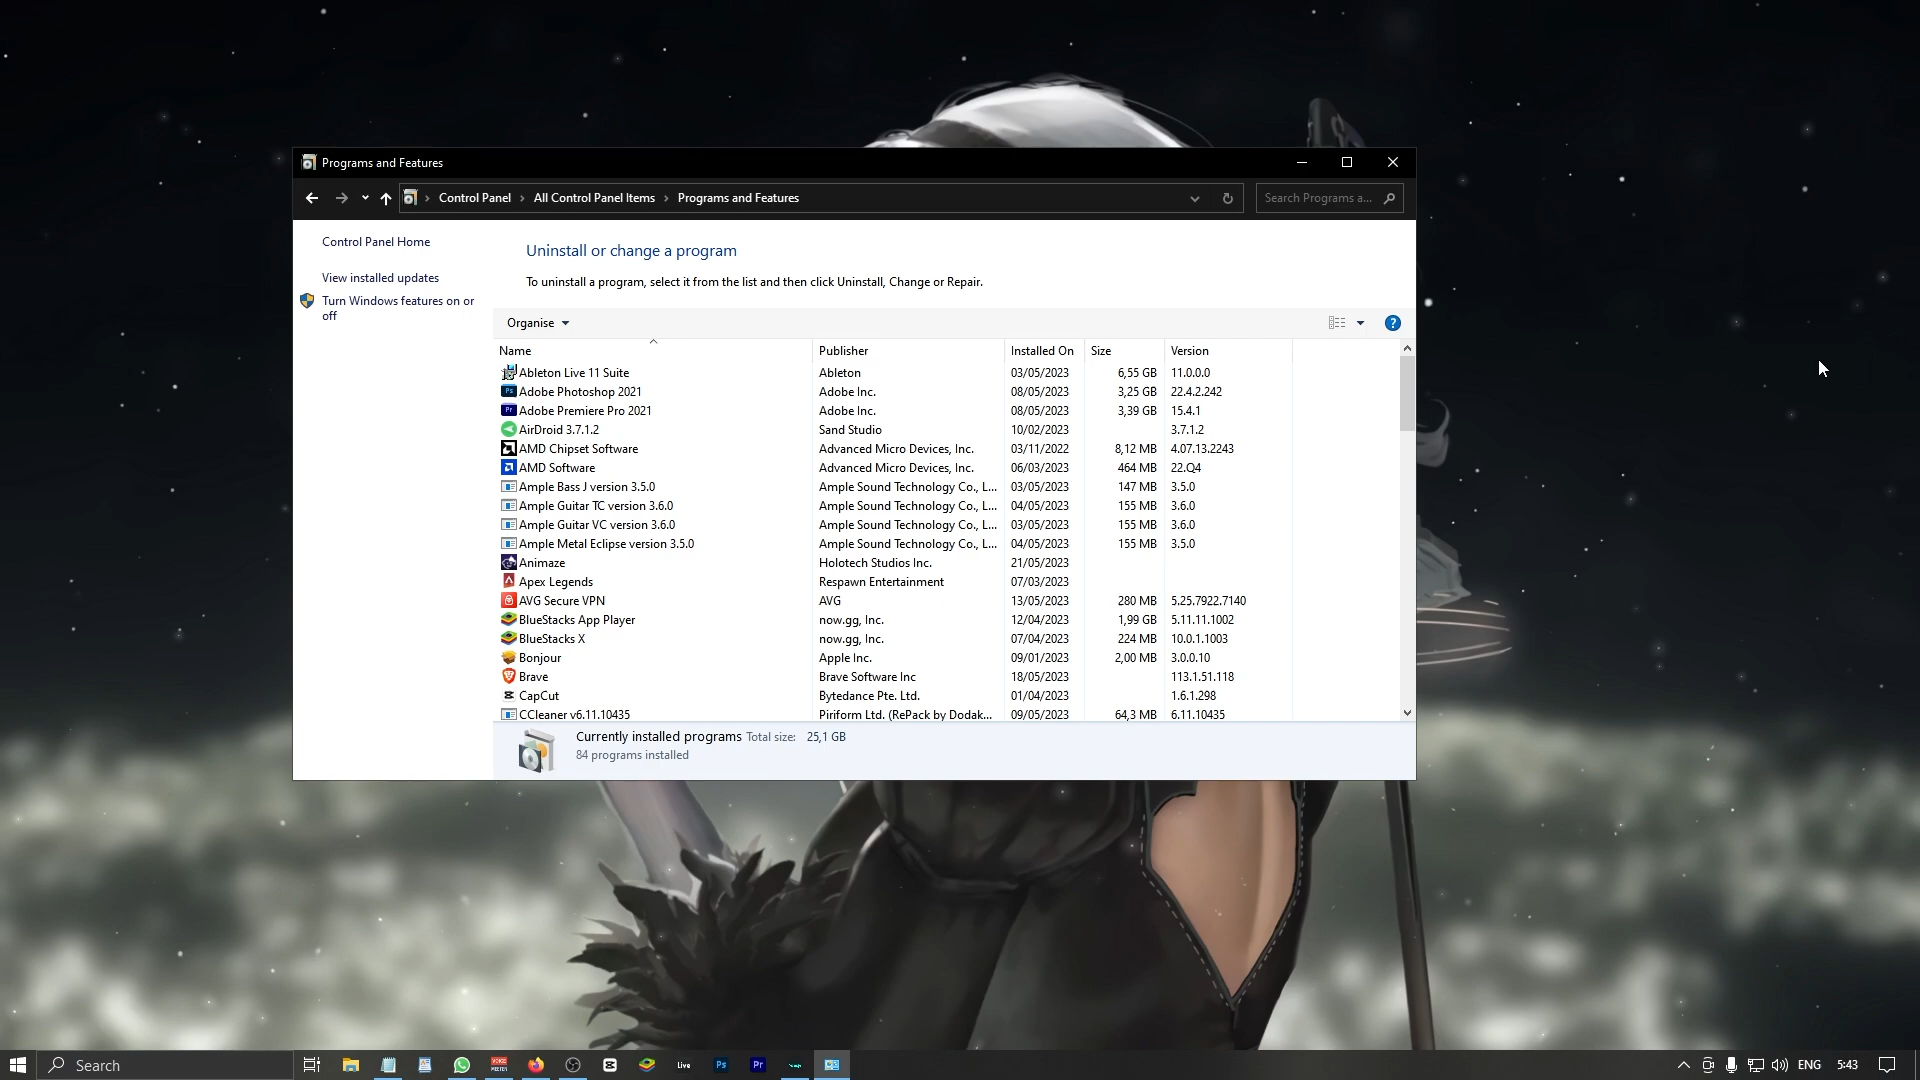 Programs and Features
Control Panel > All Control Panel Items > Programs and Features
Search Programs a...
Control Panel Home
View installed updates
Turn Windows features on or
off
Uninstall or change a program
To uninstall a program, select it from the list and then click Uninstall, Change or Repair.
Organise
?
Name Publisher Installed On Size Version
Ableton Live 11 Suite Ableton 03/05/2023 6,55 GB 11.0.0.0
Ps Adobe Photoshop 2021 Adobe Inc. 08/05/2023 3,25 GB 22.4.2.242
Pr Adobe Premiere Pro 2021 Adobe Inc. 08/05/2023 3,39 GB 15.4.1
AirDroid 3.7.1.2 Sand Studio 10/02/2023 3.7.1.2
AMD Chipset Software Advanced Micro Devices, Inc. 03/11/2022 8,12 MB 4.07.13.2243
AMD Software Advanced Micro Devices, Inc. 06/03/2023 464 MB 22.Q4
Ample Bass J version 3.5.0 Ample Sound Technology Co., L... 03/05/2023 147 MB 3.5.0
Ample Guitar TC version 3.6.0 Ample Sound Technology Co., L... 04/05/2023 155 MB 3.6.0
Ample Guitar VC version 3.6.0 Ample Sound Technology Co., L... 03/05/2023 155 MB 3.6.0
Ample Metal Eclipse version 3.5.0 Ample Sound Technology Co., L... 04/05/2023 155 MB 3.5.0
Animaze Holotech Studios Inc. 21/05/2023
Apex Legends Respawn Entertainment 07/03/2023
AVG Secure VPN AVG 13/05/2023 280 MB 5.25.7922.7140
BlueStacks App Player now.gg, Inc. 12/04/2023 1,99 GB 5.11.11.1002
BlueStacks X now.gg, Inc. 07/04/2023 224 MB 10.0.1.1003
Bonjour Apple Inc. 09/01/2023 2,00 MB 3.0.0.10
Brave Brave Software Inc 18/05/2023 113.1.51.118
CapCut Bytedance Pte. Ltd. 01/04/2023 1.6.1.298
CCleaner v6.11.10435 Piriform Ltd. (RePack by Dodak... 09/05/2023 64,3 MB 6.11.10435
Currently installed programs Total size: 25,1 GB
84 programs installed
Search VOICE MEETER Live Ps Pr ENG 5:43